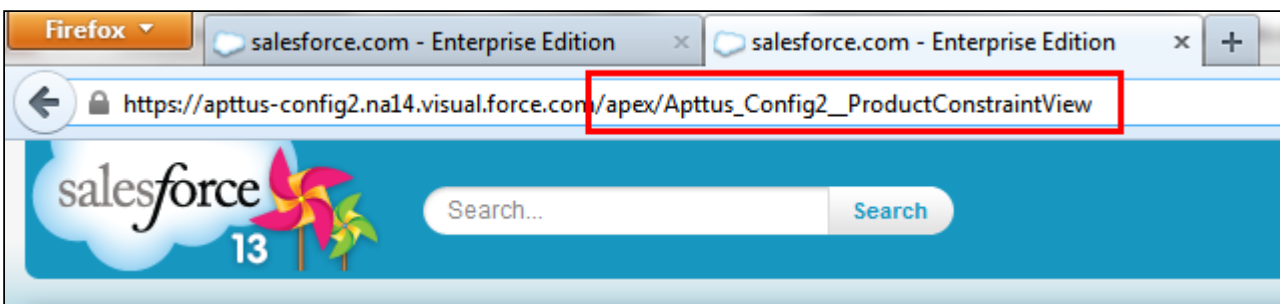 Firefox
salesforce.com - Enterprise Edition
salesforce.com - Enterprise Edition
https://apttus-config2.na14.visual.force.com/apex/Apttus_Config2__ProductConstraintView
salesforce
13
Search...
Search